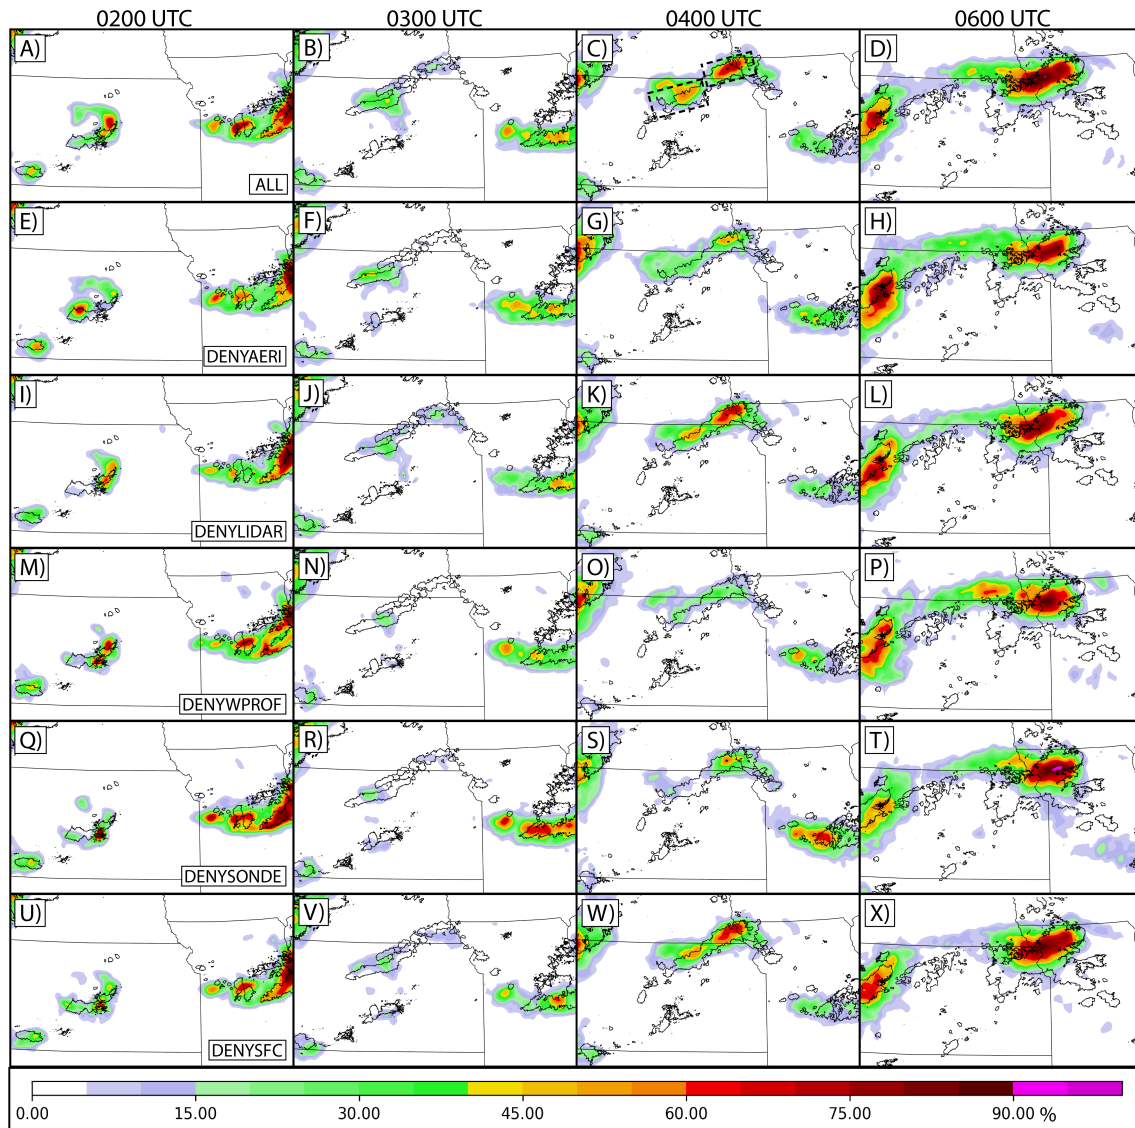 0200 UTC 0300 UTC 0400 UTC 0600 UTC
A) B) C) D)
ALL
E) F) G) H)
DENYAERI
I) J) K) L)
DENYLIDAR
M) N) O) P)
DENYWPROF
Q) R) S) T)
DENYSONDE
U) V) W) X)
DENYSFC
0.00 15.00 30.00 45.00 60.00 75.00 90.00 %